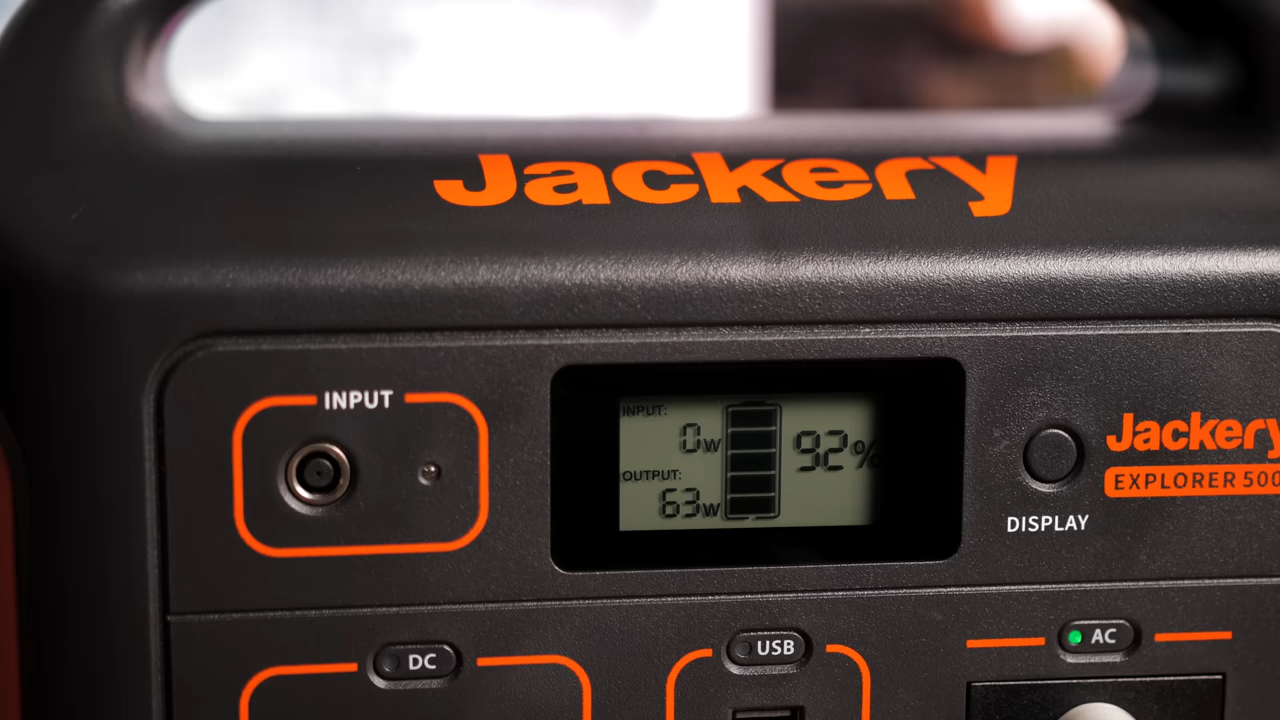 Jackery
INPUT
INPUT:
0w
OUTPUT:
63w
92%
DISPLAY
Jackery
EXPLORER 500
DC
USB
AC